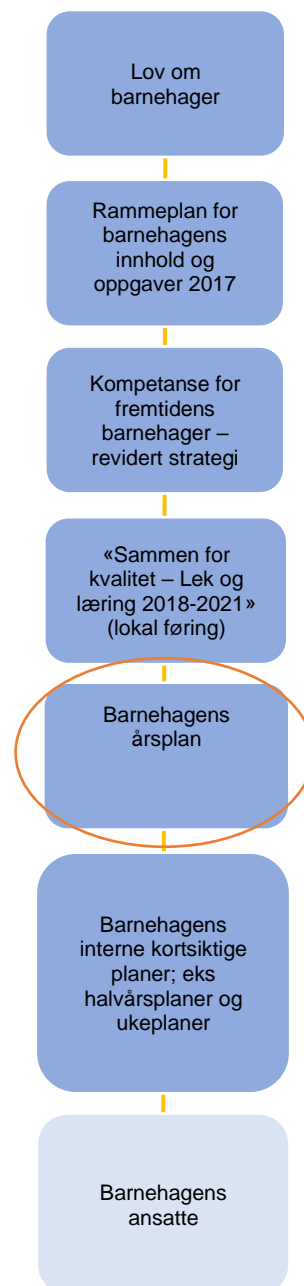 Lov om
barnehager
Rammeplan for
barnehagens
innhold og
oppgaver 2017
Kompetanse for
fremtidens
barnehager –
revidert strategi
«Sammen for
kvalitet – Lek og
læring 2018-2021»
(lokal føring)
Barnehagens
årsplan
Barnehagens
interne kortsiktige
planer; eks
halvårsplaner og
ukeplaner
Barnehagens
ansatte